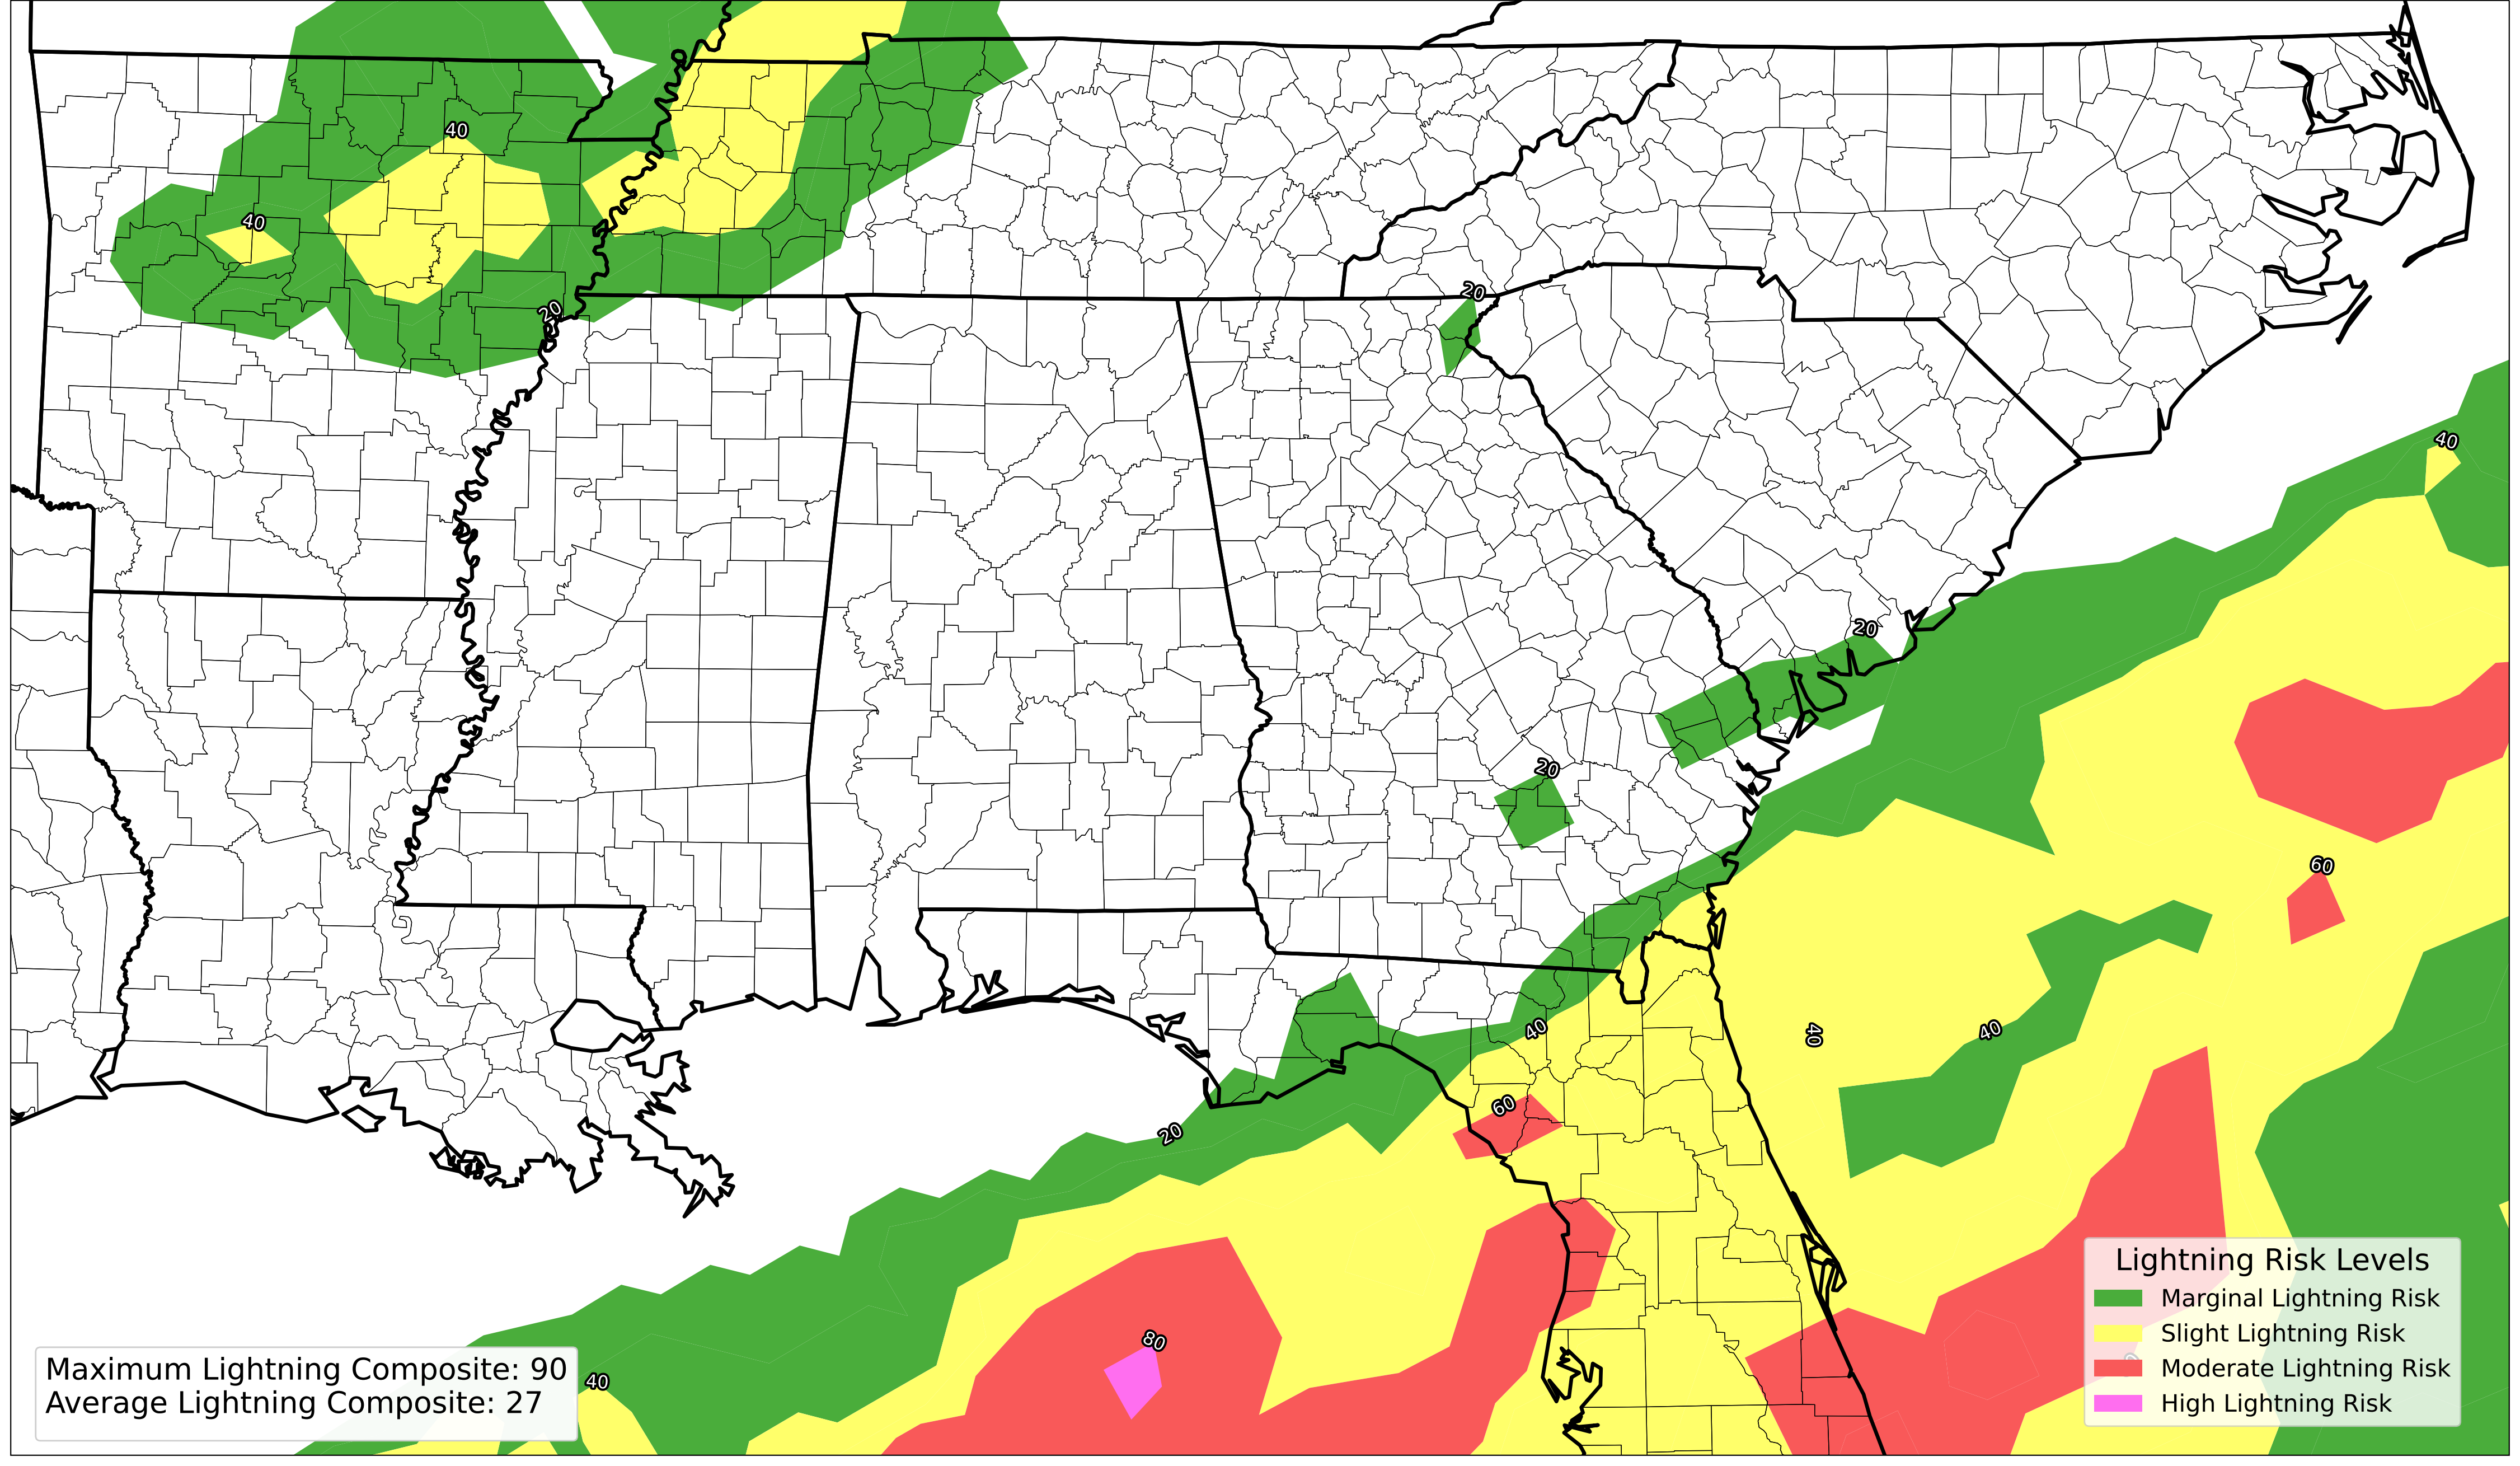 40
40
20
20
40
20
20
60
40
40
40
60
20
80
40
Lightning Risk Levels
Marginal Lightning Risk
Slight Lightning Risk
Moderate Lightning Risk
High Lightning Risk
Maximum Lightning Composite: 90
Average Lightning Composite: 27